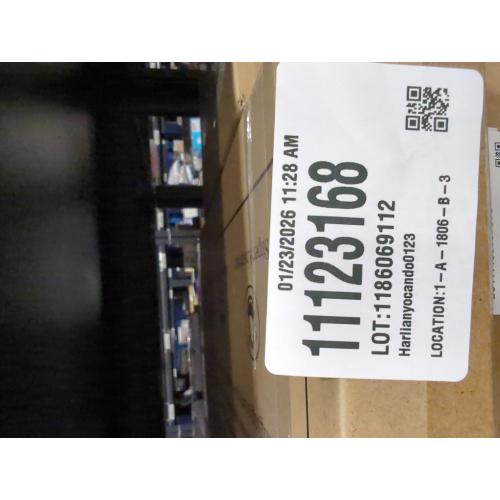 01/23/2026 11:28 AM
11123168
LOT:1186069112
Harlianyocando0123
LOCATION:1-A-1806-B-3